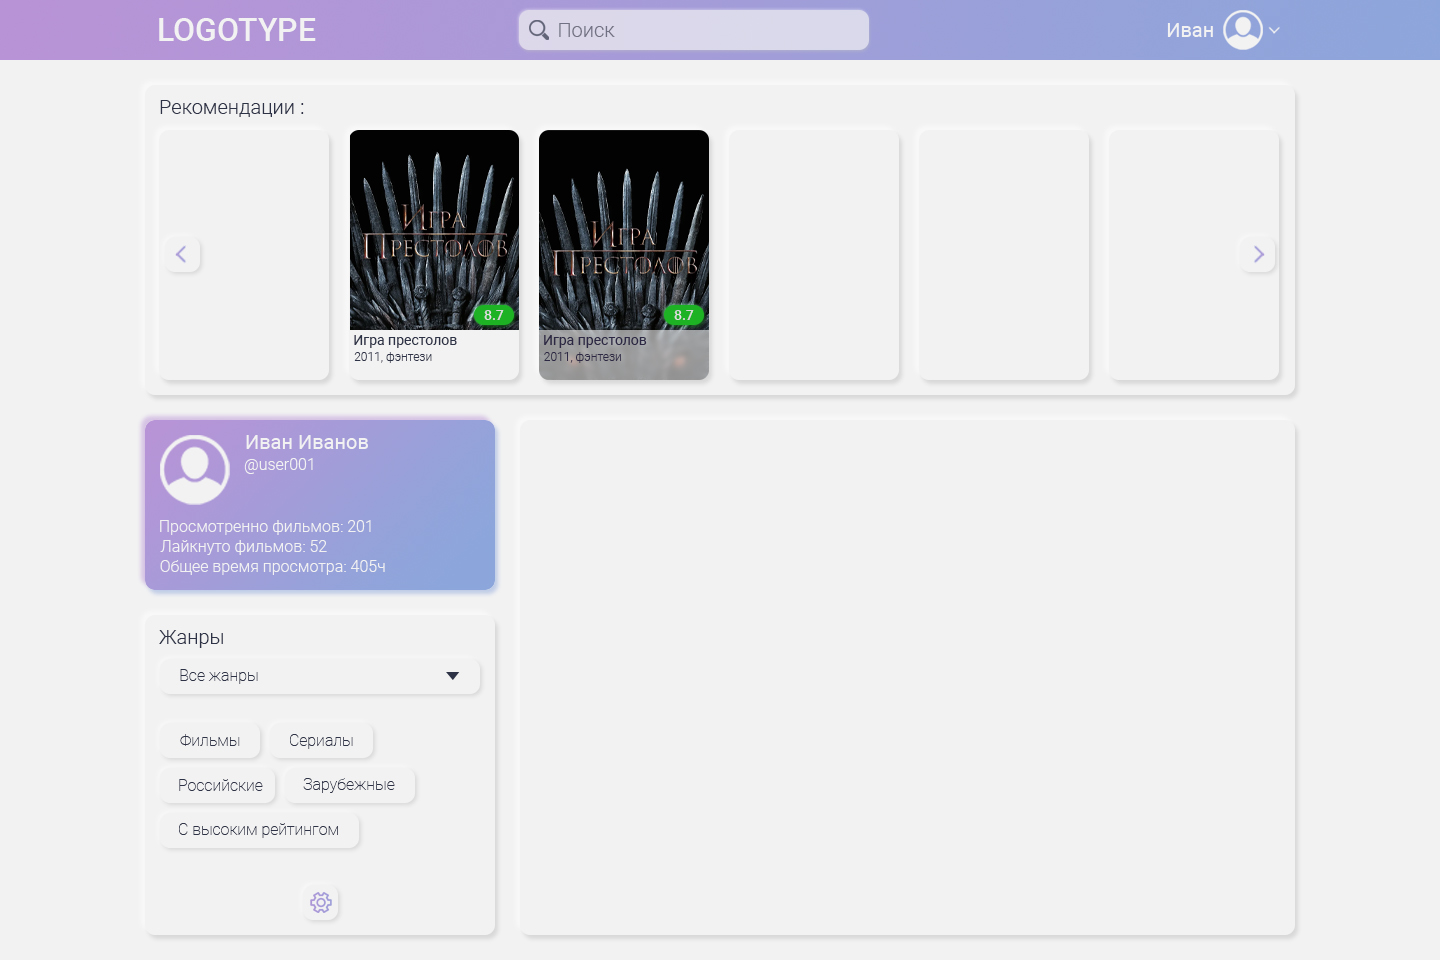 LOGOTYPE
Поиск
Иван
Рекомендации :
Игра
Престолов
8.7
Игра престолов
2011, фэнтези
Игра
Престолов
8.7
Игра престолов
2011, фэнтези
Иван Иванов
@user001
Просмотренно фильмов: 201
Лайкнуто фильмов: 52
Общее время просмотра: 405ч
Жанры
Все жанры
Фильмы
Сериалы
Российские
Зарубежные
С высоким рейтингом